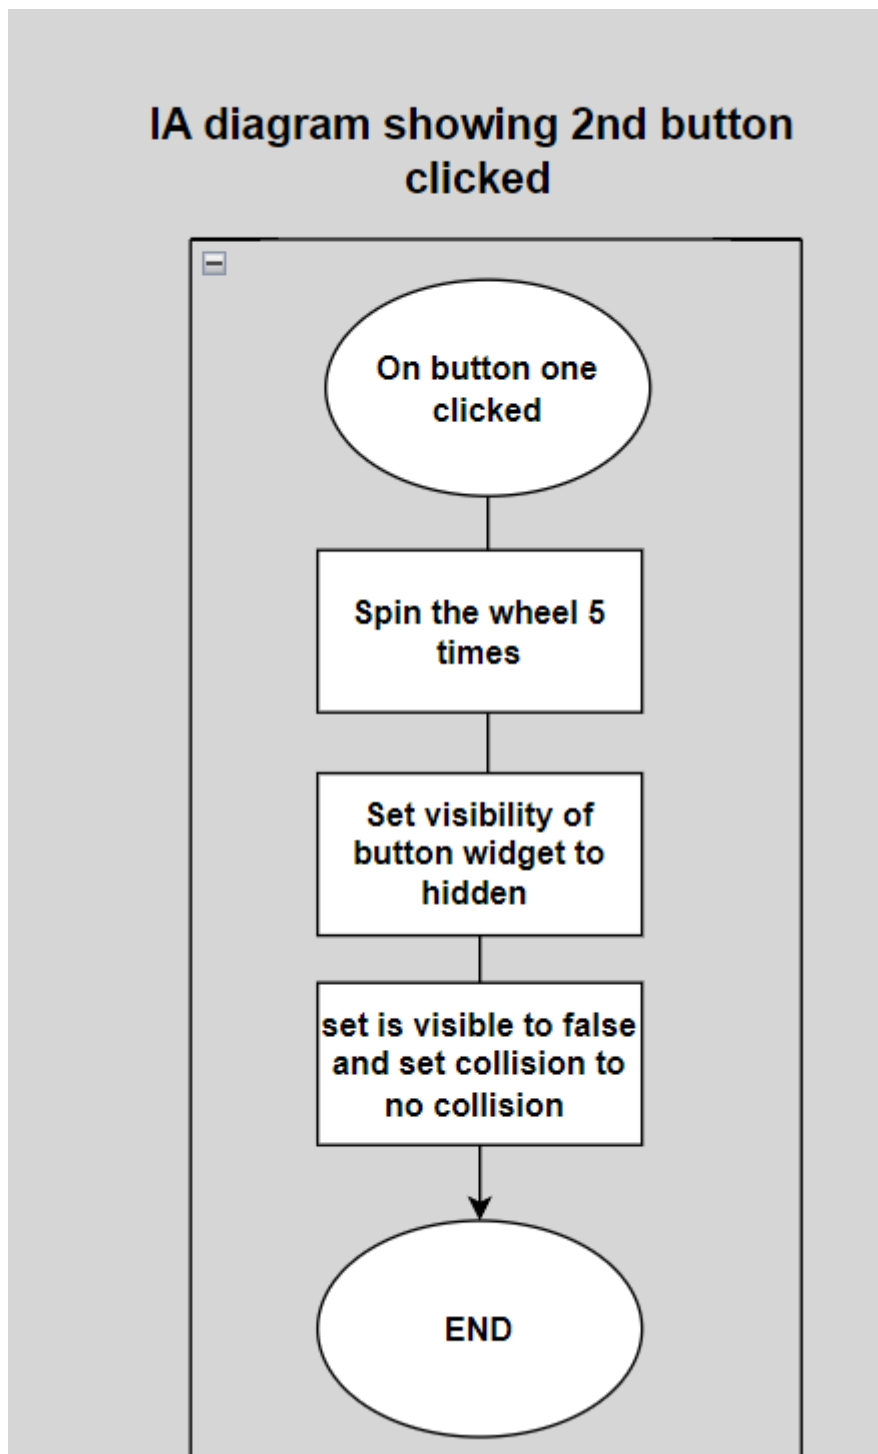 IA diagram showing 2nd button
clicked
On button one
clicked
Spin the wheel 5
times
Set visibility of
button widget to
hidden
set is visible to false
and set collision to
no collision
END